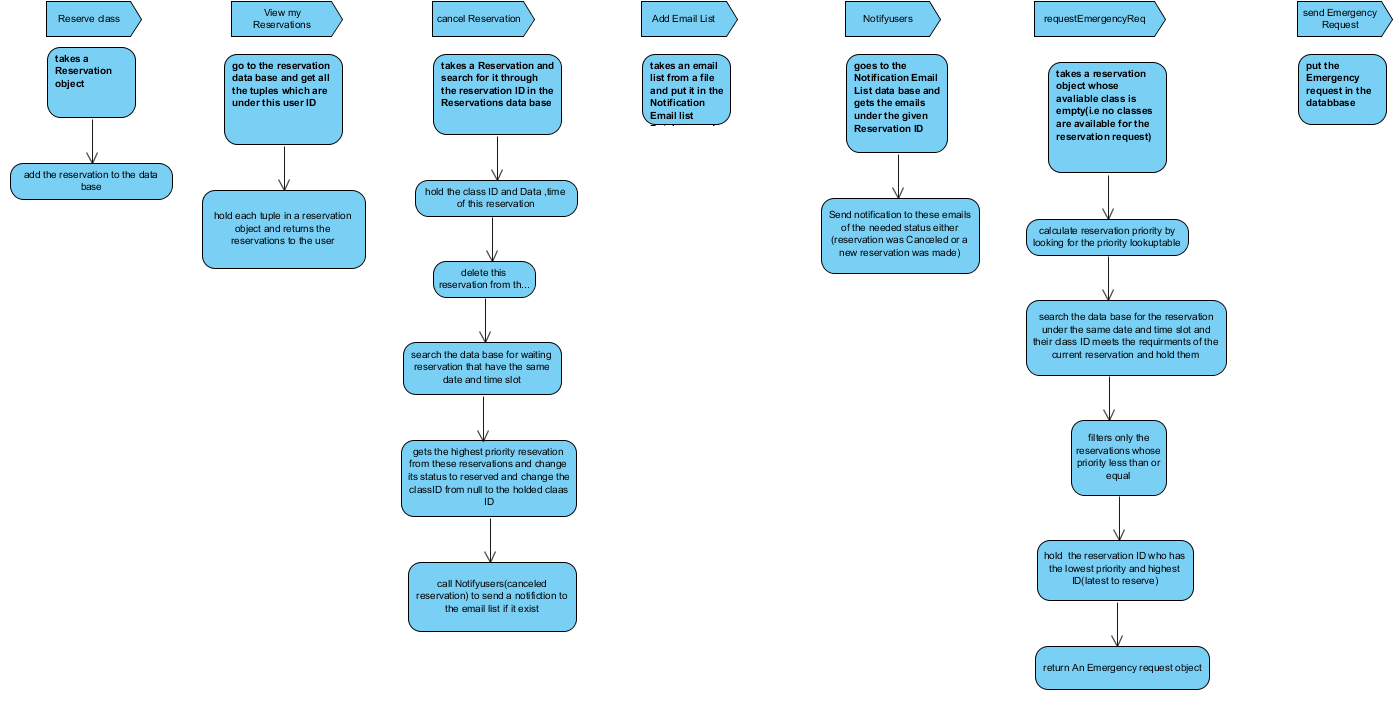 Reserve class
takes a
Reservation
object
add the reservation to the data
base
View my
Reservations
go to the reservation
data base and get all
the tuples which are
under this user ID
hold each tuple in a reservation
object and returns the
reservations to the user
cancel Reservation
takes a Reservation and
search for it through
the reservation ID in the
Reservations data base
hold the class ID and Data ,time
of this reservation
delete this
reservation from th...
search the data base for waiting
reservation that have the same
date and time slot
gets the highest priority resevation
from these reservations and change
its status to reserved and change the
classID from null to the holded claas
ID
call Notifyusers(canceled
reservation) to send a notifiction to
the email list if it exist
Add Email List
takes an email
list from a file
and put it in the
Notification
Email list
Notifyusers
goes to the
Notification Email
List data base and
gets the emails
under the given
Reservation ID
Send notification to these emails
of the needed status either
(reservation was Canceled or a
new reservation was made)
requestEmergencyReq
takes a reservation
object whose
avaliable class is
empty(i.e no classes
are available for the
reservation request)
calculate reservation priority by
looking for the priority lookuptable
search the data base for the reservation
under the same date and time slot and
their class ID meets the requirments of the
current reservation and hold them
filters only the
reservations whose
priority less than or
equal
hold  the reservation ID who has
the lowest priority and highest
ID(latest to reserve)
return An Emergency request object
send Emergency
Request
put the
Emergency
request in the
databbase